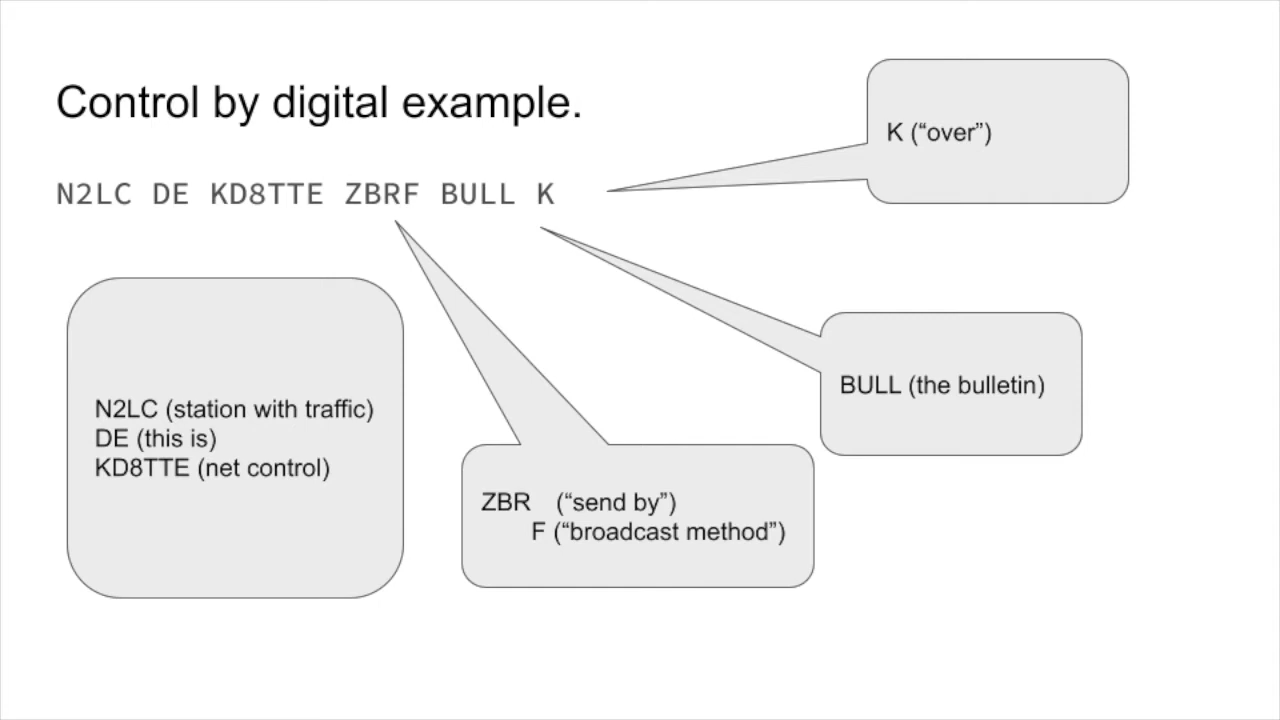 Control by digital example.
N2LC DE KD8TTE ZBRF BULL K
K (“over”)
BULL (the bulletin)
N2LC (station with traffic)
DE (this is)
KD8TTE (net control)
ZBR (“send by”)
F (“broadcast method”)